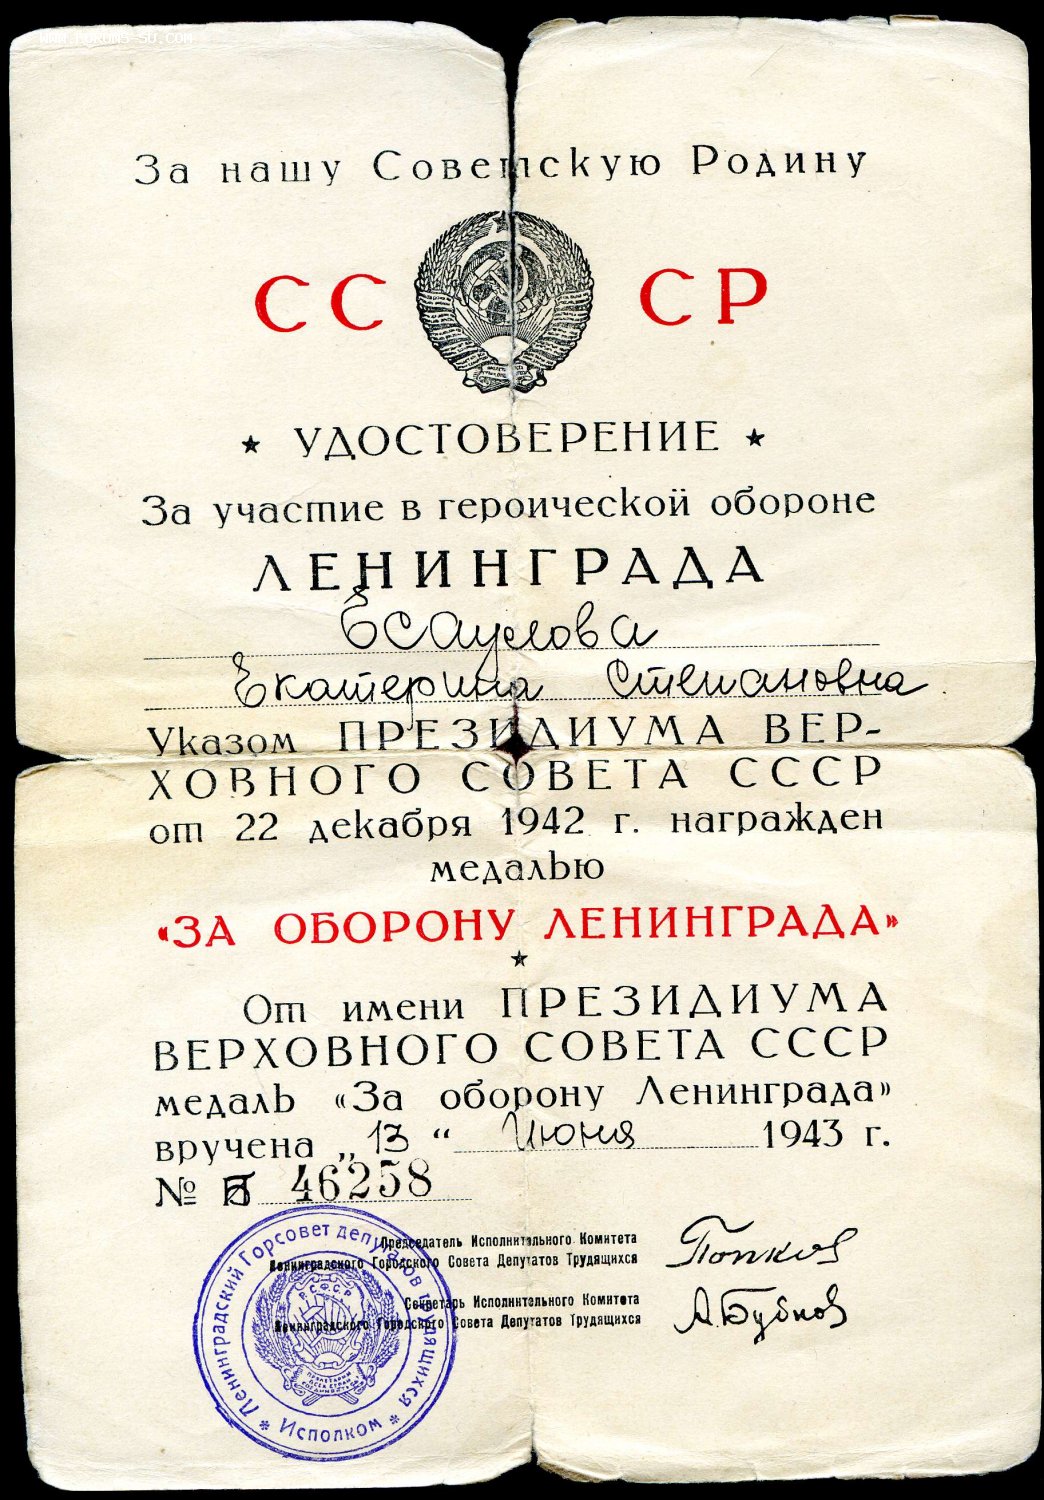 За нашу Советскую Родину
СС СР
★ УДОСТОВЕРЕНИЕ ★
За участие в героической обороне
ЛЕНИНГРАДА
Есаулова
Екатерина Степановна
Указом ПРЕЗИДИУМА ВЕР-
ХОВНОГО СОВЕТА СССР
от 22 декабря 1942 г. награжден
медалью
«ЗА ОБОРОНУ ЛЕНИНГРАДА»
★
От имени ПРЕЗИДИУМА
ВЕРХОВНОГО СОВЕТА СССР
медаль «За оборону Ленинграда»
вручена „13“ Июня 1943 г.
№ 46258
Председатель Исполнительного Комитета
Ленинградского Городского Совета Депутатов Трудящихся
Попков
Секретарь Исполнительного Комитета
Ленинградского Городского Совета Депутатов Трудящихся
А.Бубнов
Ленинградский Горсовет депутатов трудящихся
* Исполком *
РСФСР